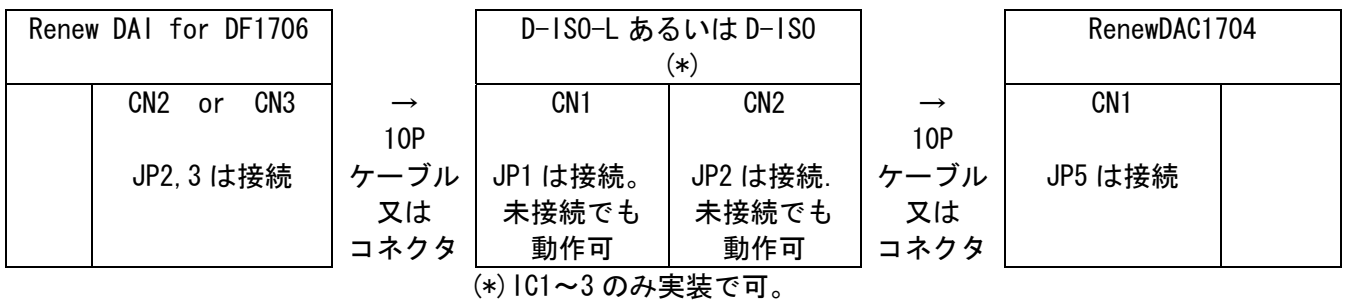 Renew DAI for DF1706
D-ISO-L あるいは D-ISO
(*)
RenewDAC1704
CN2 or CN3
JP2,3 は接続
→
10P
ケーブル
又は
コネクタ
CN1
JP1 は接続。
未接続でも
動作可
CN2
JP2 は接続.
未接続でも
動作可
→
10P
ケーブル
又は
コネクタ
CN1
JP5 は接続
(*)IC1～3 のみ実装で可。